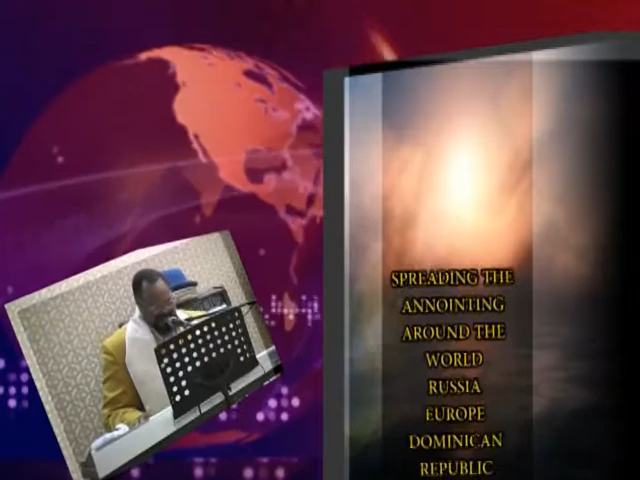 SPREADING THE
ANNOINTING
AROUND THE
WORLD
RUSSIA
EUROPE
DOMINICAN
REPUBLIC